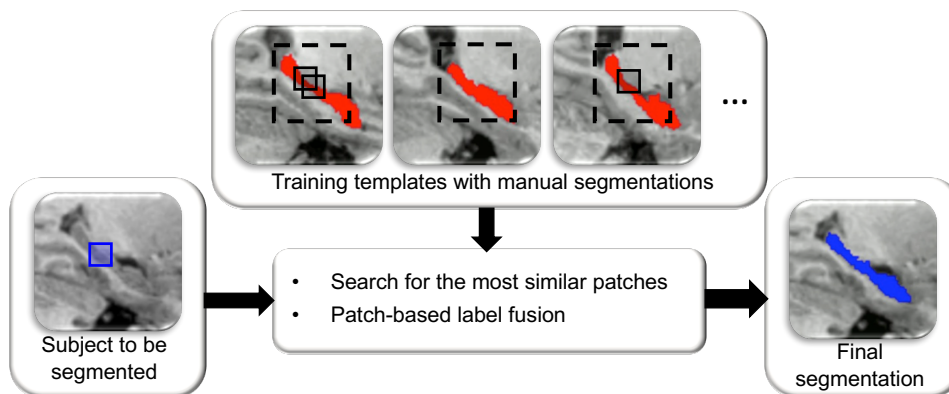 ...
Training templates with manual segmentations
• Search for the most similar patches
• Patch-based label fusion
Subject to be
segmented
Final
segmentation